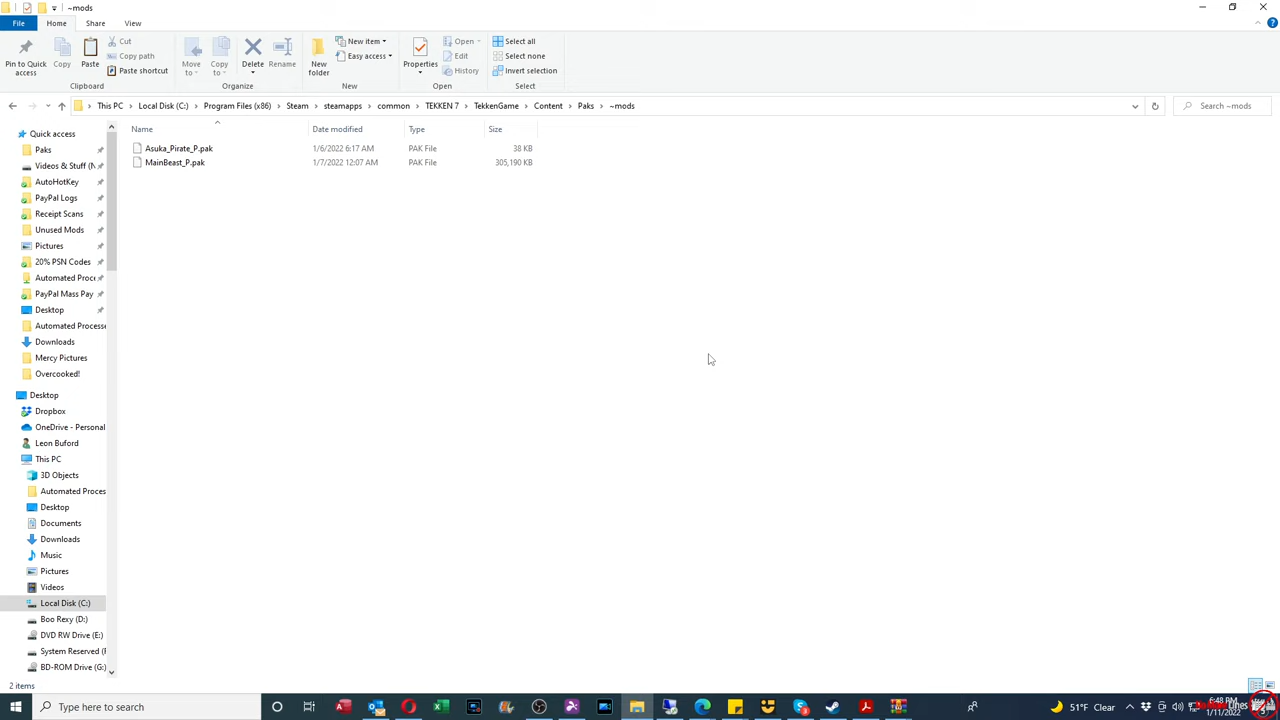 ~mods
File Home Share View
Pin to Quick access
Copy
Paste
Cut
Copy path
Paste shortcut
Clipboard
Move to
Copy to
Delete
Rename
Organize
New folder
New item
Easy access
New
Properties
Open
Edit
History
Open
Select all
Select none
Invert selection
Select
This PC > Local Disk (C:) > Program Files (x86) > Steam > steamapps > common > TEKKEN 7 > TekkenGame > Content > Paks > ~mods
Search ~mods
Name Date modified Type Size
Asuka_Pirate_P.pak 1/6/2022 6:17 AM PAK File 38 KB
MainBeast_P.pak 1/7/2022 12:07 AM PAK File 305,190 KB
Quick access
Paks
Videos & Stuff (N
AutoHotKey
PayPal Logs
Receipt Scans
Unused Mods
Pictures
20% PSN Codes
Automated Proce
PayPal Mass Pay
Desktop
Automated Processe
Downloads
Mercy Pictures
Overcooked!
Desktop
Dropbox
OneDrive - Personal
Leon Buford
This PC
3D Objects
Automated Proces
Desktop
Documents
Downloads
Music
Pictures
Videos
Local Disk (C:)
Boo Rexy (D:)
DVD RW Drive (E:)
System Reserved (F
BD-ROM Drive (G:)
2 items
Type here to search
51°F Clear
6:48 PM